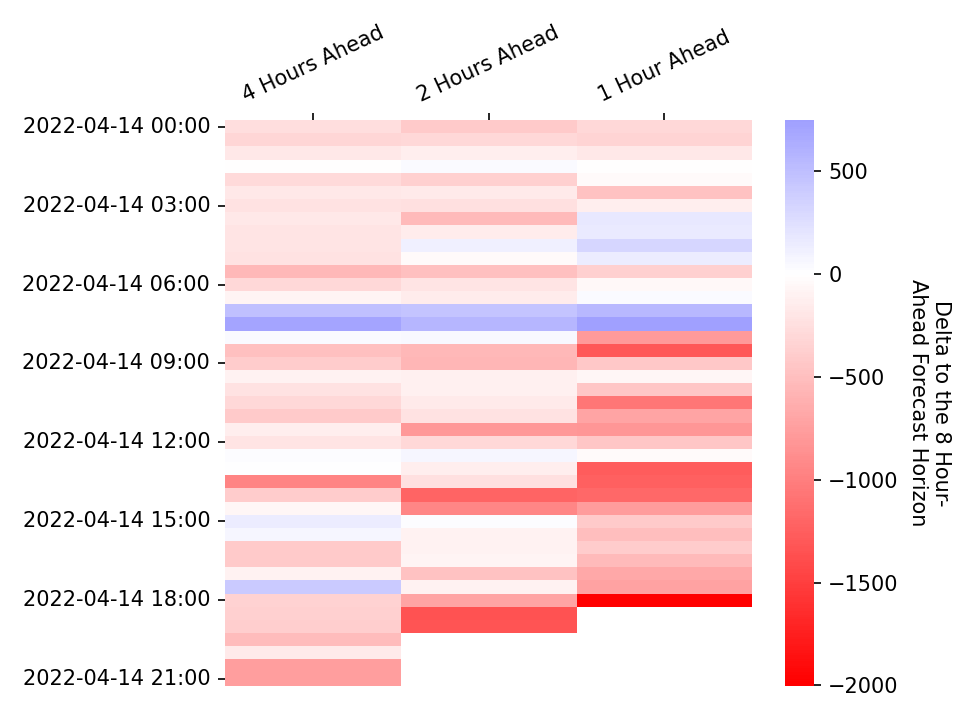 4 Hours Ahead
2 Hours Ahead
1 Hour Ahead
2022-04-14 00:00
2022-04-14 03:00
2022-04-14 06:00
2022-04-14 09:00
2022-04-14 12:00
2022-04-14 15:00
2022-04-14 18:00
2022-04-14 21:00
500
0
−500
−1000
−1500
−2000
Delta to the 8 Hour-
Ahead Forecast Horizon